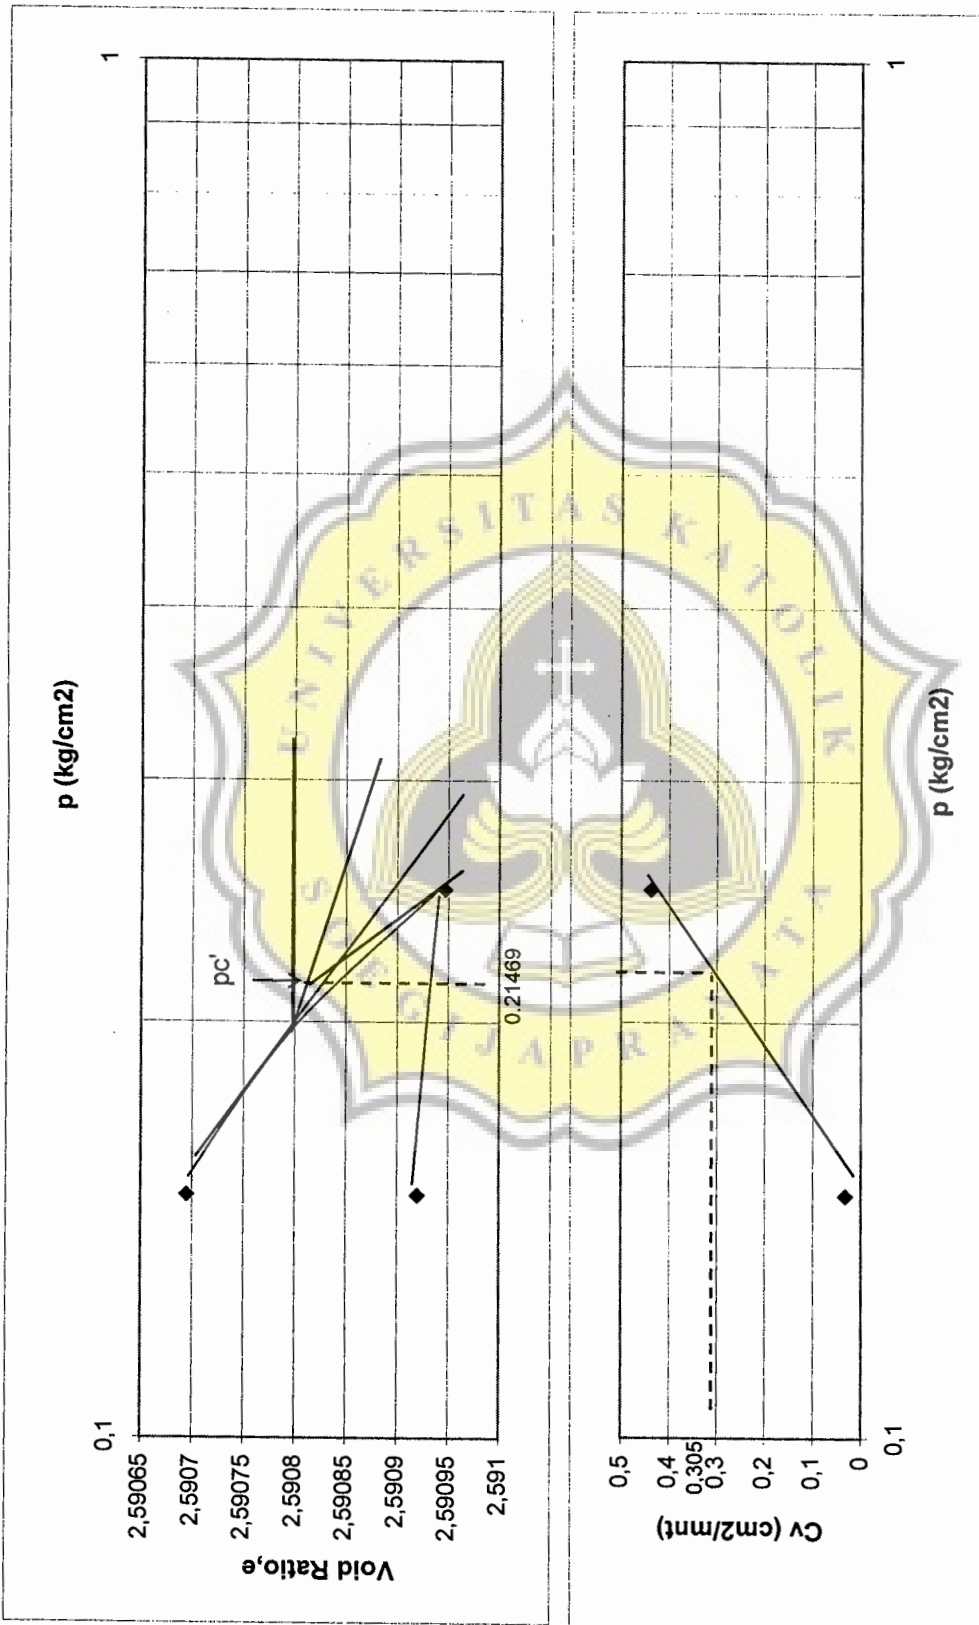 p (kg/cm2)
0,1
1
2,59065
2,5907
2,59075
2,5908
2,59085
2,5909
2,59095
2,591
Void Ratio,e
pc'
0.21469
UNIVERSITAS KATOLIK
SOEGIJAPRANATA
0,5
0,4
0,305
0,3
0,2
0,1
0
Cv (cm2/mnt)
0,1
1
p (kg/cm2)